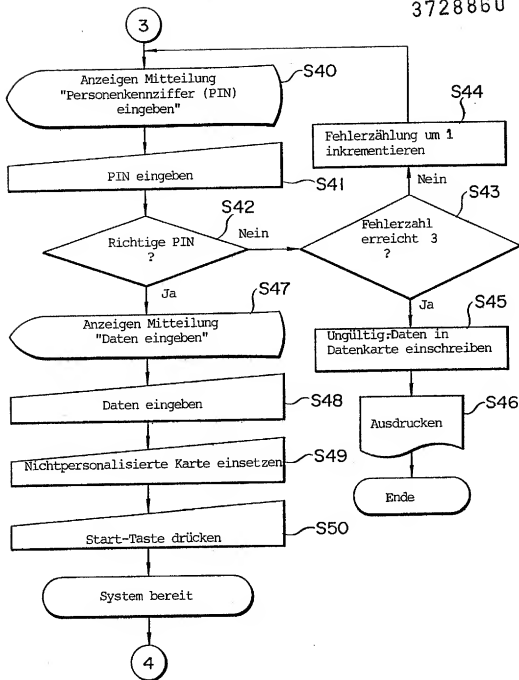 3728860
3
Anzeigen Mitteilung
"Personenkennziffer (PIN)
eingeben"
S40
PIN eingeben
S41
Richtige PIN
?
S42
Nein
Ja
Fehlerzahl
erreicht 3
?
S43
Nein
Ja
Fehlerzählung um 1
inkrementieren
S44
Ungültig-Daten in
Datenkarte einschreiben
S45
Ausdrucken
S46
Ende
Anzeigen Mitteilung
"Daten eingeben"
S47
Daten eingeben
S48
Nichtpersonalisierte Karte einsetzen
S49
Start-Taste drücken
S50
System bereit
4